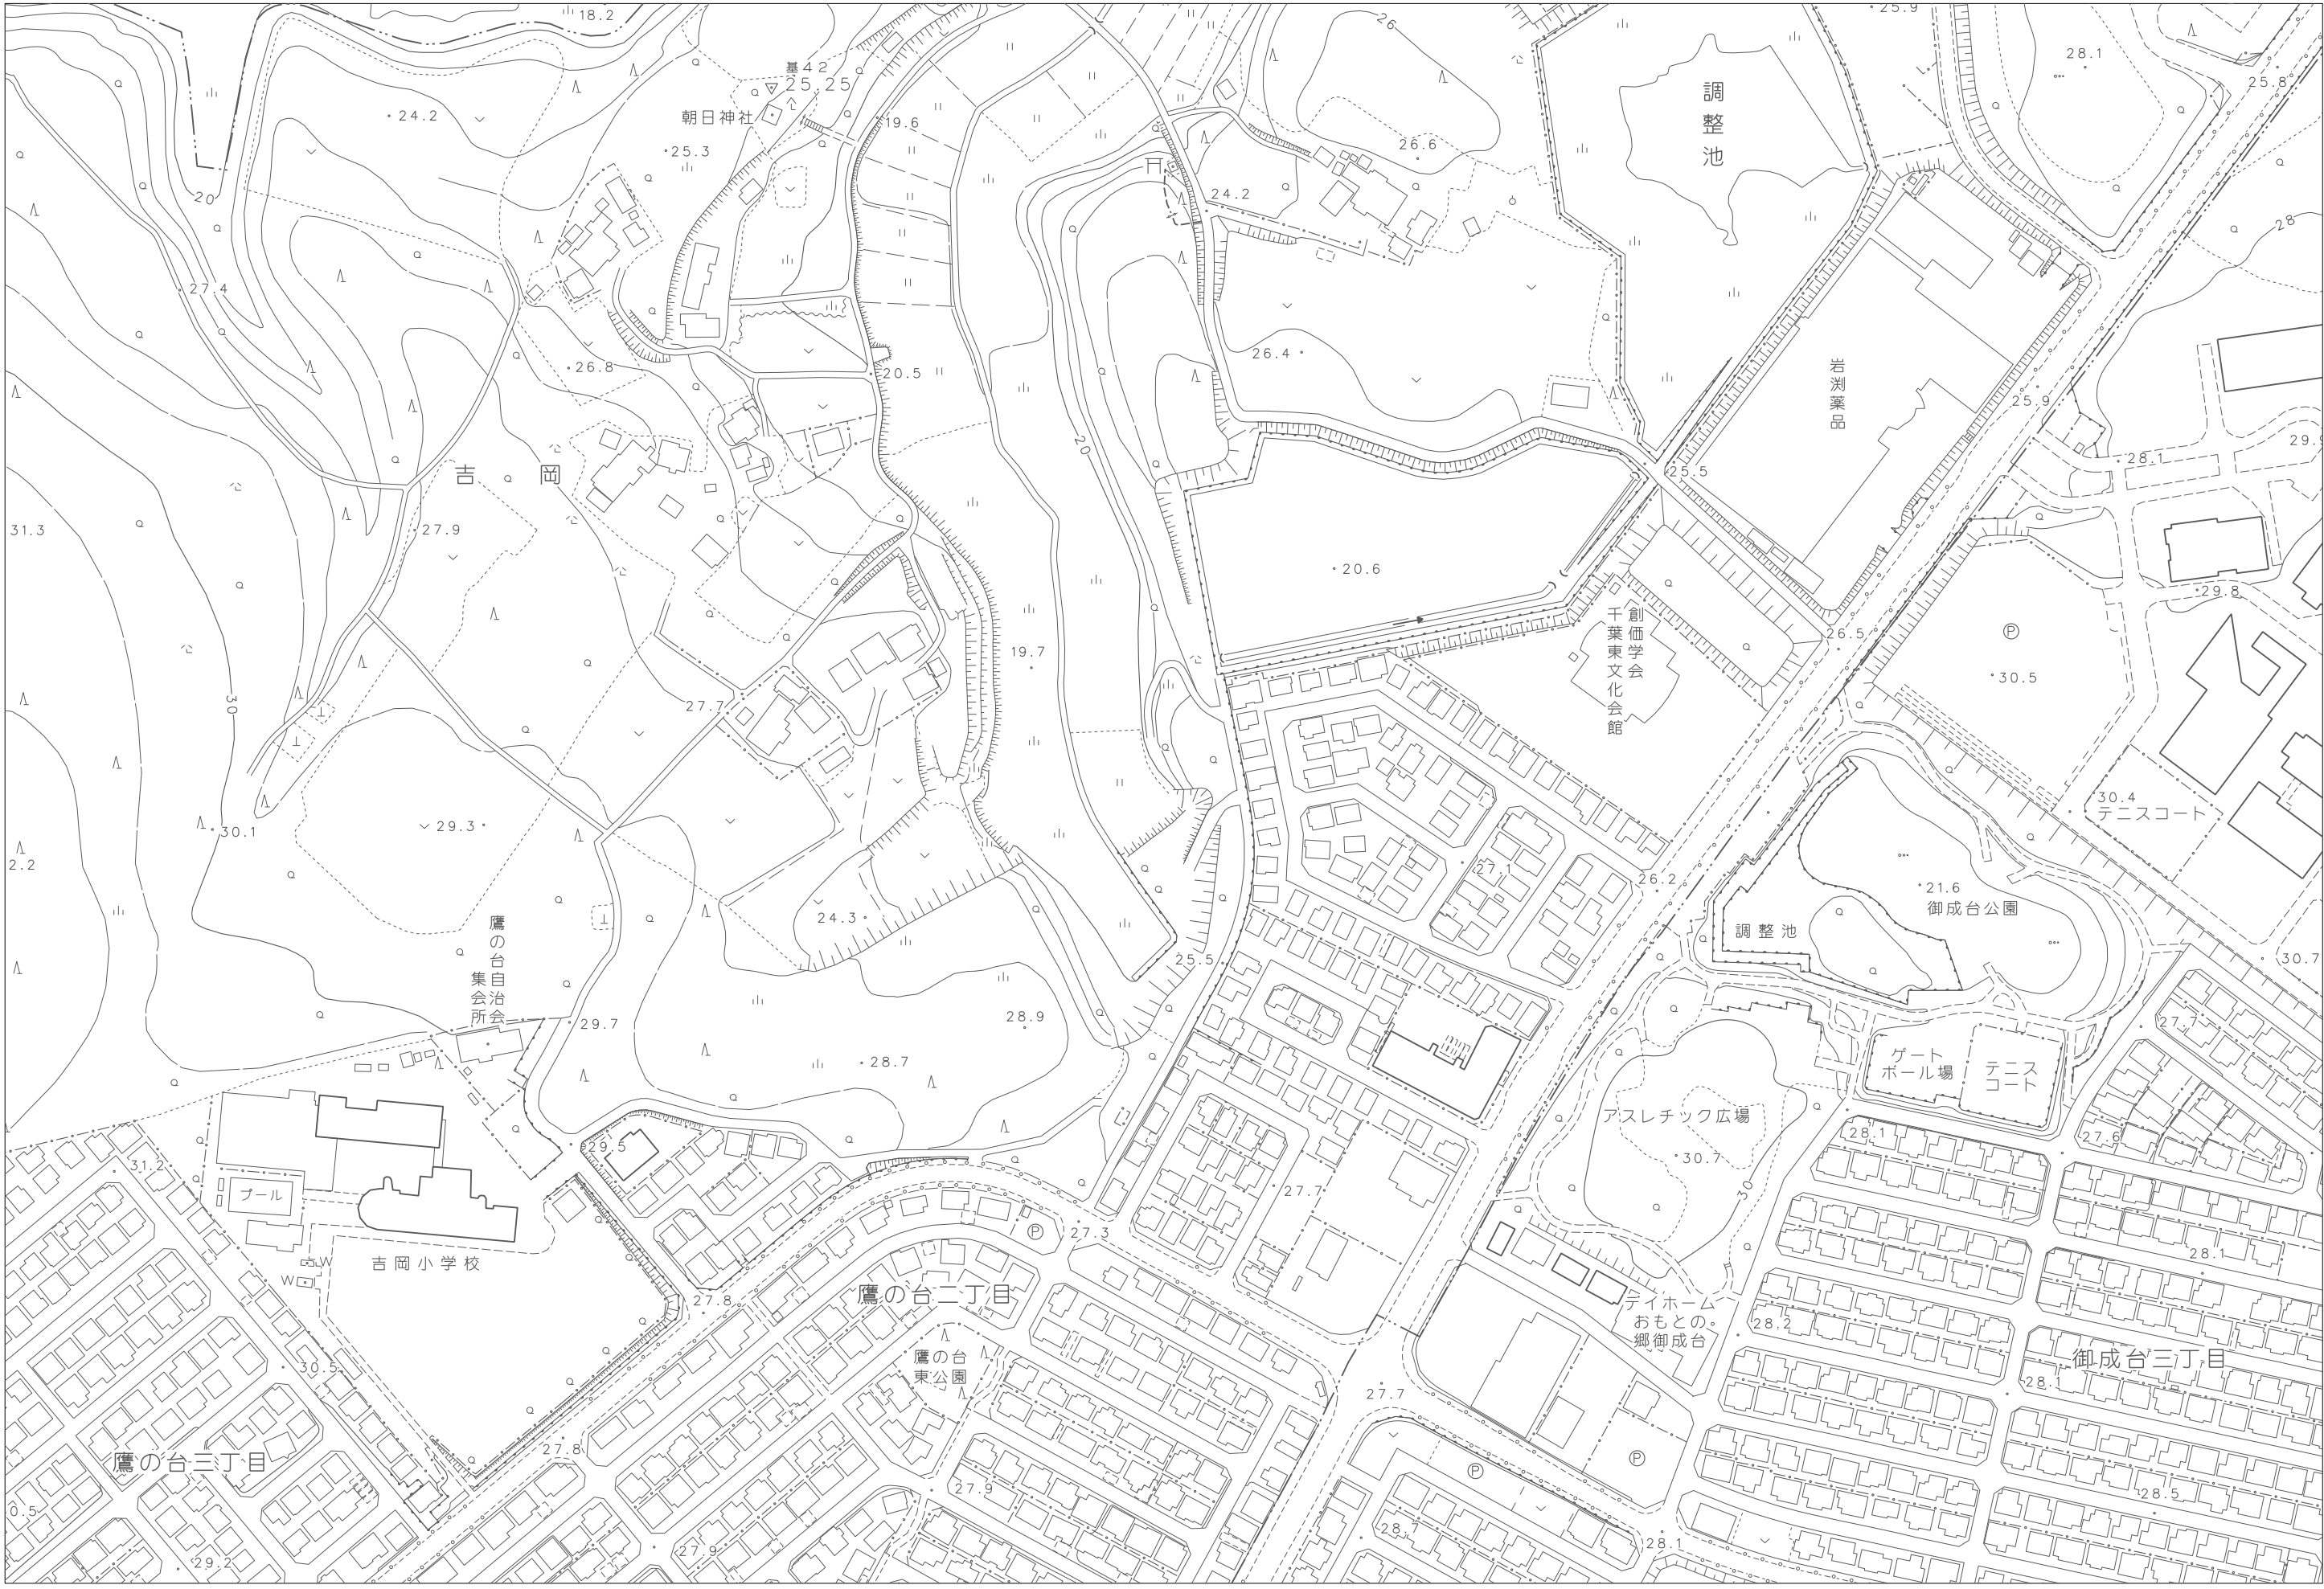 18.2
25.9
26
28.1
25.8
基42
25.25
24.2
朝日神社
19.6
調整池
25.3
26.6
20
24.2
28
27.4
26.4
26.8
20.5
岩渕薬品
25.9
吉岡
20
28.1
25.5
31.3
27.9
20.6
29.8
創価学会
千葉東文化会館
26.5
19.7
P
30.5
30
27.7
30.4
テニスコート
29.3
30.1
27.1
2.2
26.2
21.6
御成台公園
24.3
調整池
鷹の台自治会
集会所
25.5
30.7
28.9
29.7
27.7
28.7
ゲート
ボール場
テニス
コート
アスレチック広場
28.1
27.6
29.5
31.2
30.7
プール
27.7
30
P
27.3
吉岡小学校
W
W
28.1
鷹の台二丁目
27.8
デイホーム
おもとの。
郷御成台
28.2
鷹の台
東公園
御成台三丁目
30.5
27.7
28.1
27.8
鷹の台三丁目
P
P
27.9
0.5
28.5
28.7
28.1
27.9
29.2